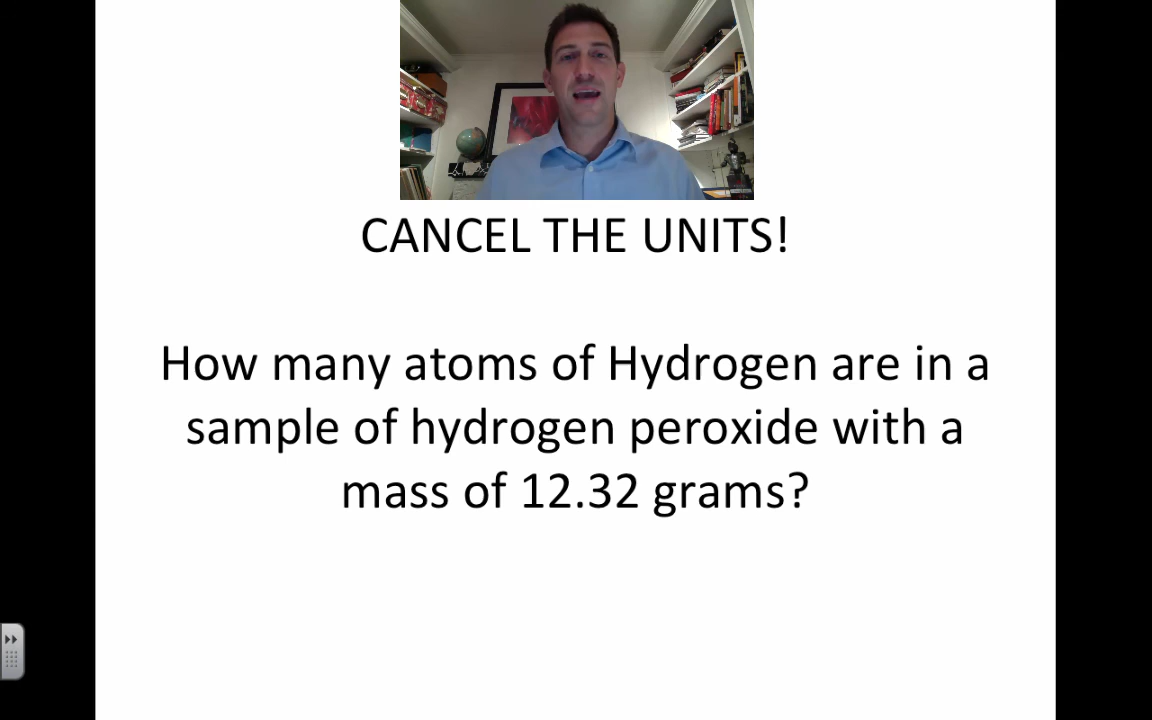 CANCEL THE UNITS!
How many atoms of Hydrogen are in a
sample of hydrogen peroxide with a
mass of 12.32 grams?